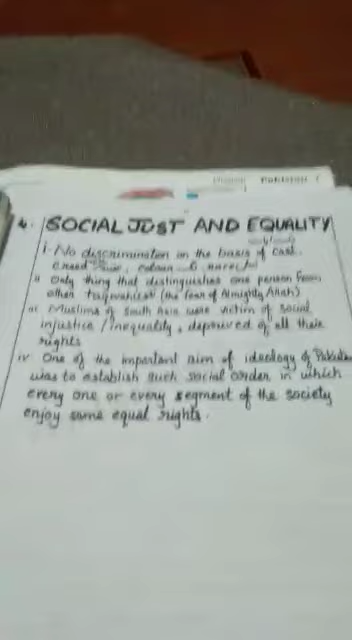 Pakistan
4. SOCIAL JUST AND EQUALITY
i. No discrimination on the basis of cast
creed, colour
ii Only thing that distinguishes one person from
other (the fear of Almighty Allah)
iii Muslims of South Asia were victim of social
injustice / inequality, deprived of all their
rights
iv One of the important aim of ideology of Pakistan
was to establish such social order in which
every one or every segment of the society
enjoy same equal rights.